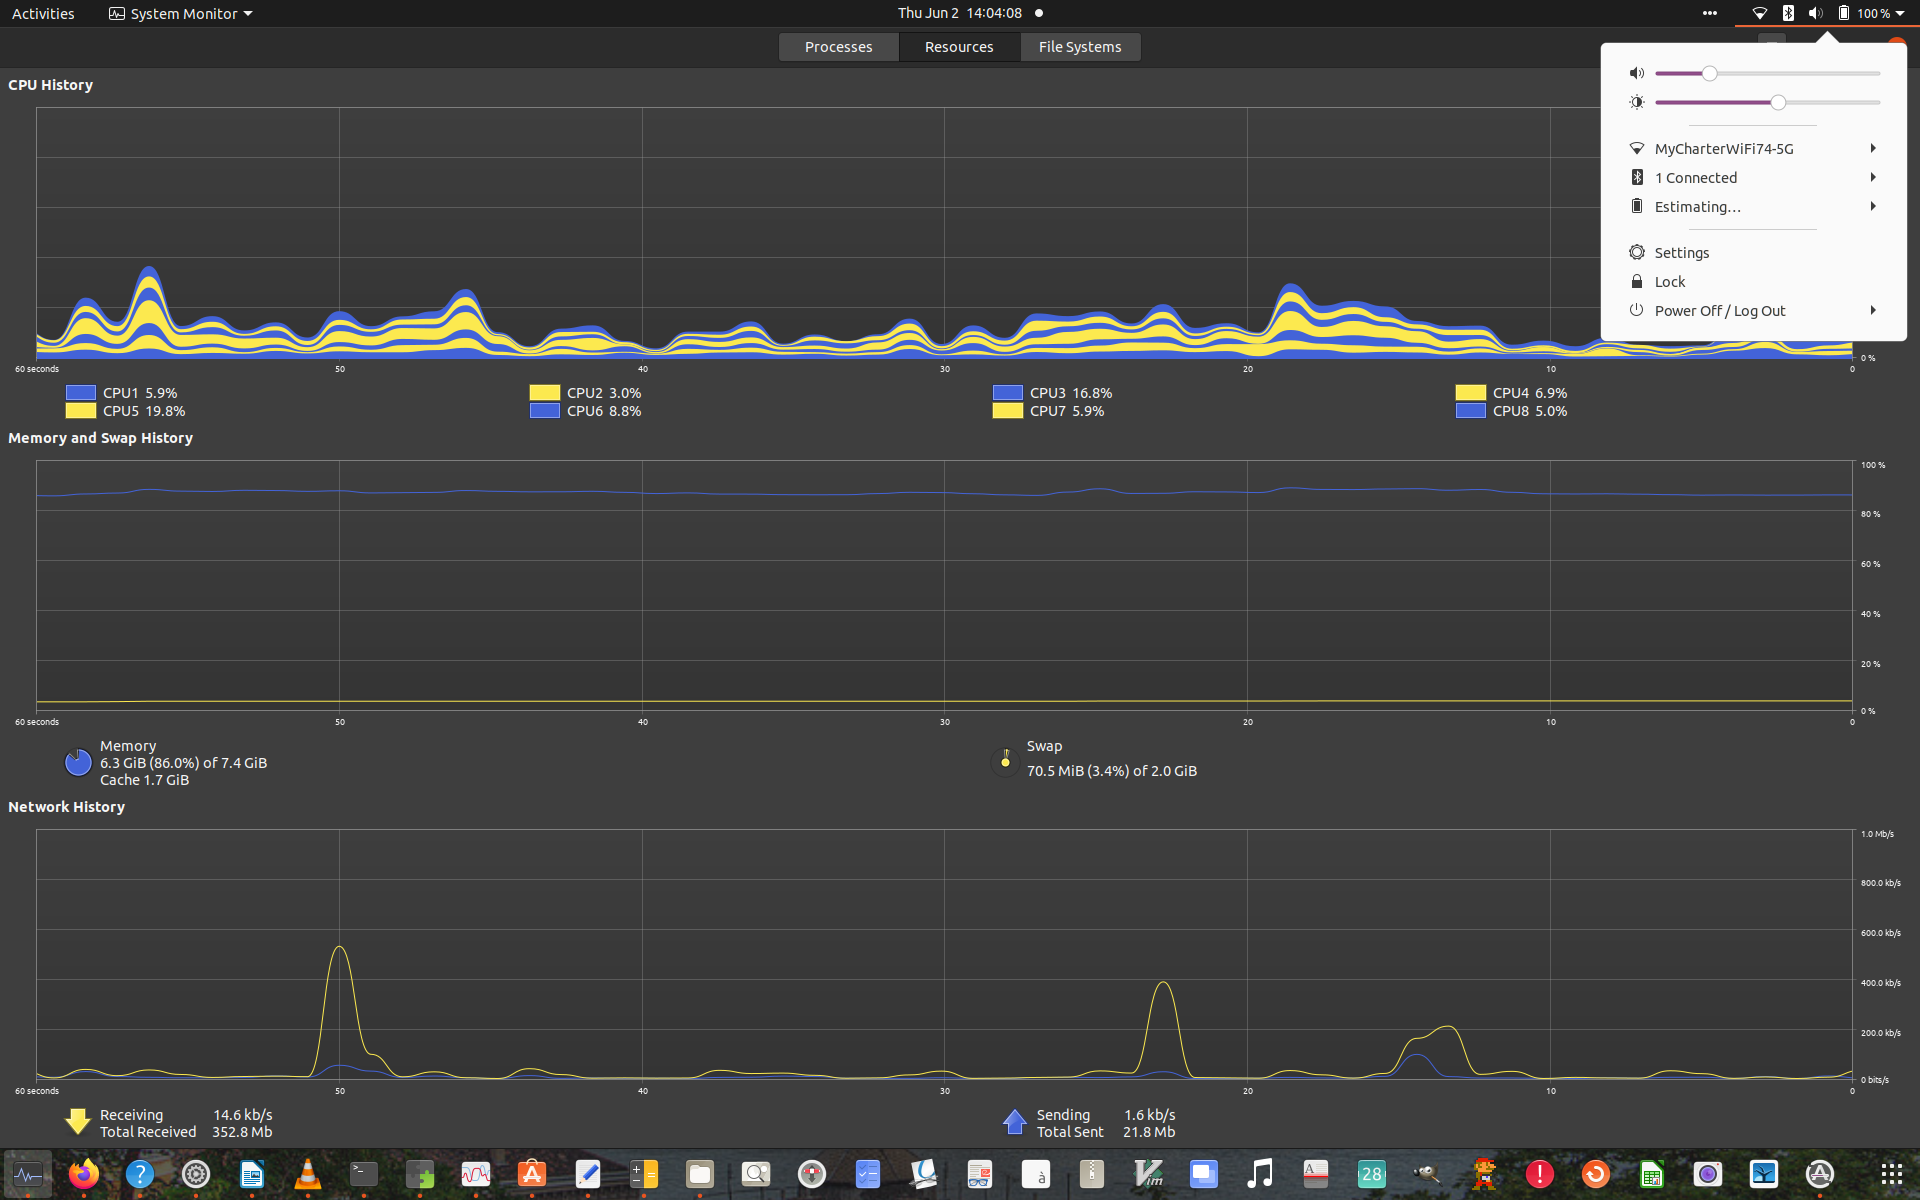 Activities
System Monitor
Thu Jun 2 14:04:08
100 %
Processes
Resources
File Systems
CPU History
MyCharterWiFi74-5G
1 Connected
Estimating…
Settings
Lock
Power Off / Log Out
0 %
60 seconds 50 40 30 20 10 0
CPU1 5.9% CPU2 3.0% CPU3 16.8% CPU4 6.9%
CPU5 19.8% CPU6 8.8% CPU7 5.9% CPU8 5.0%
Memory and Swap History
100 %
80 %
60 %
40 %
20 %
0 %
60 seconds 50 40 30 20 10 0
Memory
6.3 GiB (86.0%) of 7.4 GiB
Cache 1.7 GiB
Swap
70.5 MiB (3.4%) of 2.0 GiB
Network History
1.0 Mb/s
800.0 kb/s
600.0 kb/s
400.0 kb/s
200.0 kb/s
0 bits/s
60 seconds 50 40 30 20 10 0
Receiving 14.6 kb/s
Total Received 352.8 Mb
Sending 1.6 kb/s
Total Sent 21.8 Mb
?
>_
à
Vim
A
28
!